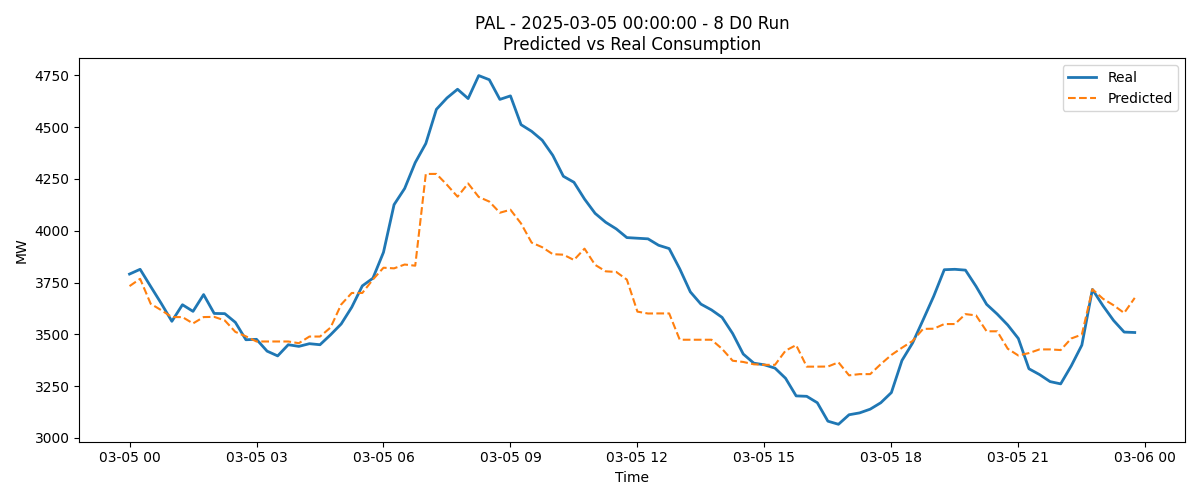 PAL - 2025-03-05 00:00:00 - 8 D0 Run
Predicted vs Real Consumption
Real
Predicted
4750
4500
4250
4000
3750
3500
3250
3000
MW
03-05 00
03-05 03
03-05 06
03-05 09
03-05 12
03-05 15
03-05 18
03-05 21
03-06 00
Time